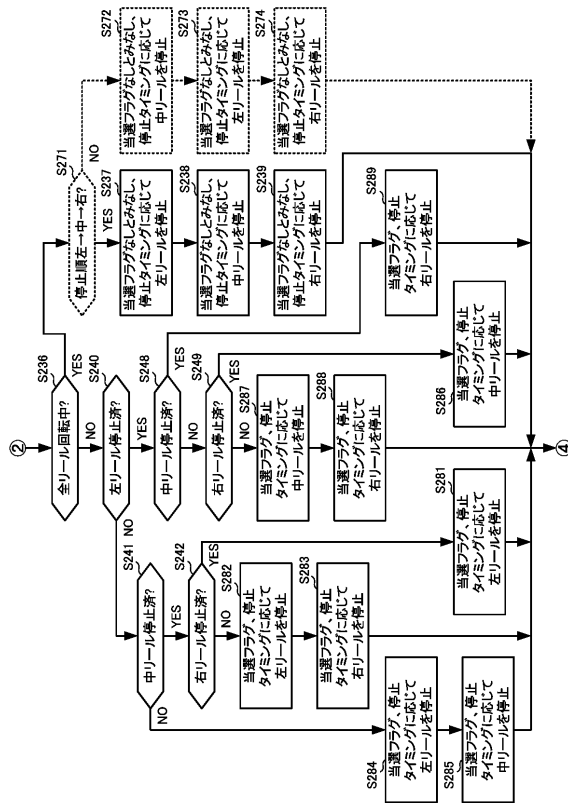 ②
S236
全リール回転中?
YES
NO
S271
停止順左→中→右?
NO
YES
S272
当選フラグなしとみなし、
停止タイミングに応じて
中リールを停止
S273
当選フラグなしとみなし、
停止タイミングに応じて
左リールを停止
S274
当選フラグなしとみなし、
停止タイミングに応じて
右リールを停止
S237
当選フラグなしとみなし、
停止タイミングに応じて
左リールを停止
S238
当選フラグなしとみなし、
停止タイミングに応じて
中リールを停止
S239
当選フラグなしとみなし、
停止タイミングに応じて
右リールを停止
S240
左リール停止済?
NO
YES
S248
中リール停止済?
YES
NO
S289
当選フラグ、停止
タイミングに応じて
右リールを停止
S249
右リール停止済?
YES
NO
S286
当選フラグ、停止
タイミングに応じて
中リールを停止
S287
当選フラグ、停止
タイミングに応じて
中リールを停止
S288
当選フラグ、停止
タイミングに応じて
右リールを停止
S241
中リール停止済?
NO
YES
S242
右リール停止済?
YES
NO
S281
当選フラグ、停止
タイミングに応じて
左リールを停止
S282
当選フラグ、停止
タイミングに応じて
左リールを停止
S283
当選フラグ、停止
タイミングに応じて
右リールを停止
S284
当選フラグ、停止
タイミングに応じて
左リールを停止
S285
当選フラグ、停止
タイミングに応じて
中リールを停止
④